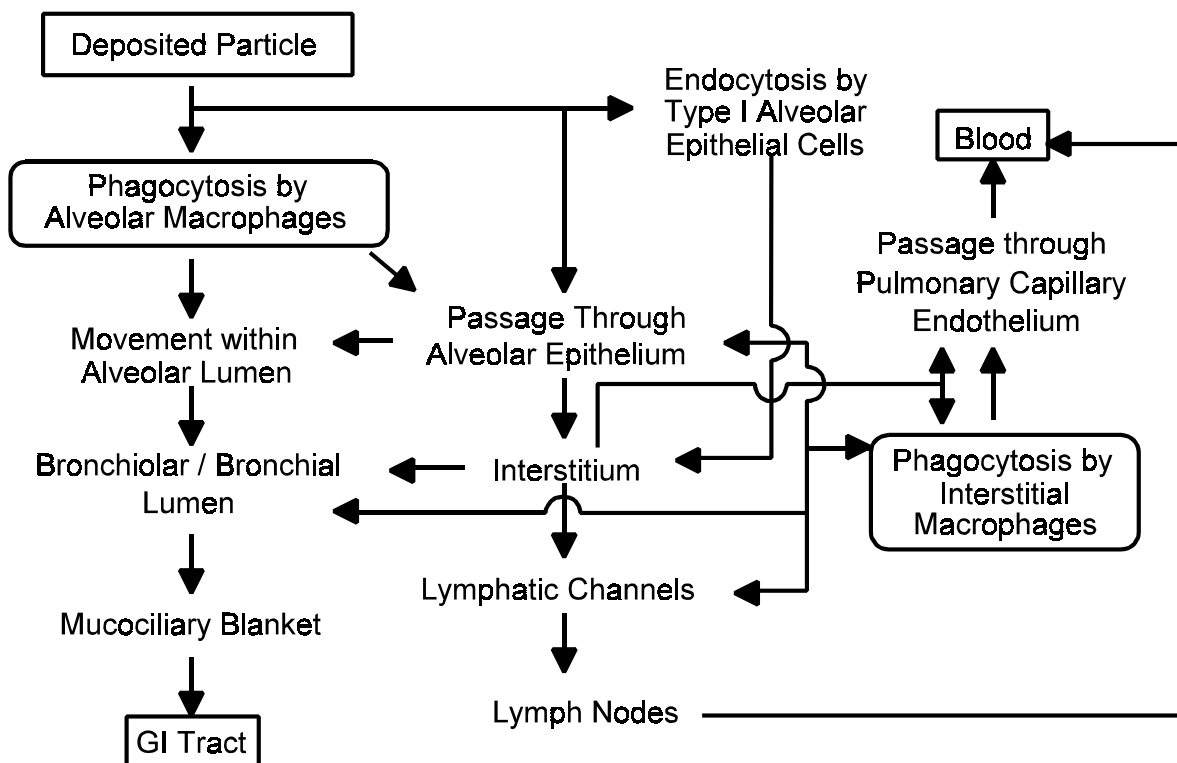 Deposited Particle
Endocytosis by
Type I Alveolar
Epithelial Cells
Blood
Phagocytosis by
Alveolar Macrophages
Passage through
Pulmonary Capillary
Endothelium
Movement within
Alveolar Lumen
Passage Through
Alveolar Epithelium
Bronchiolar / Bronchial
Lumen
Interstitium
Phagocytosis by
Interstitial
Macrophages
Lymphatic Channels
Mucociliary Blanket
Lymph Nodes
GI Tract